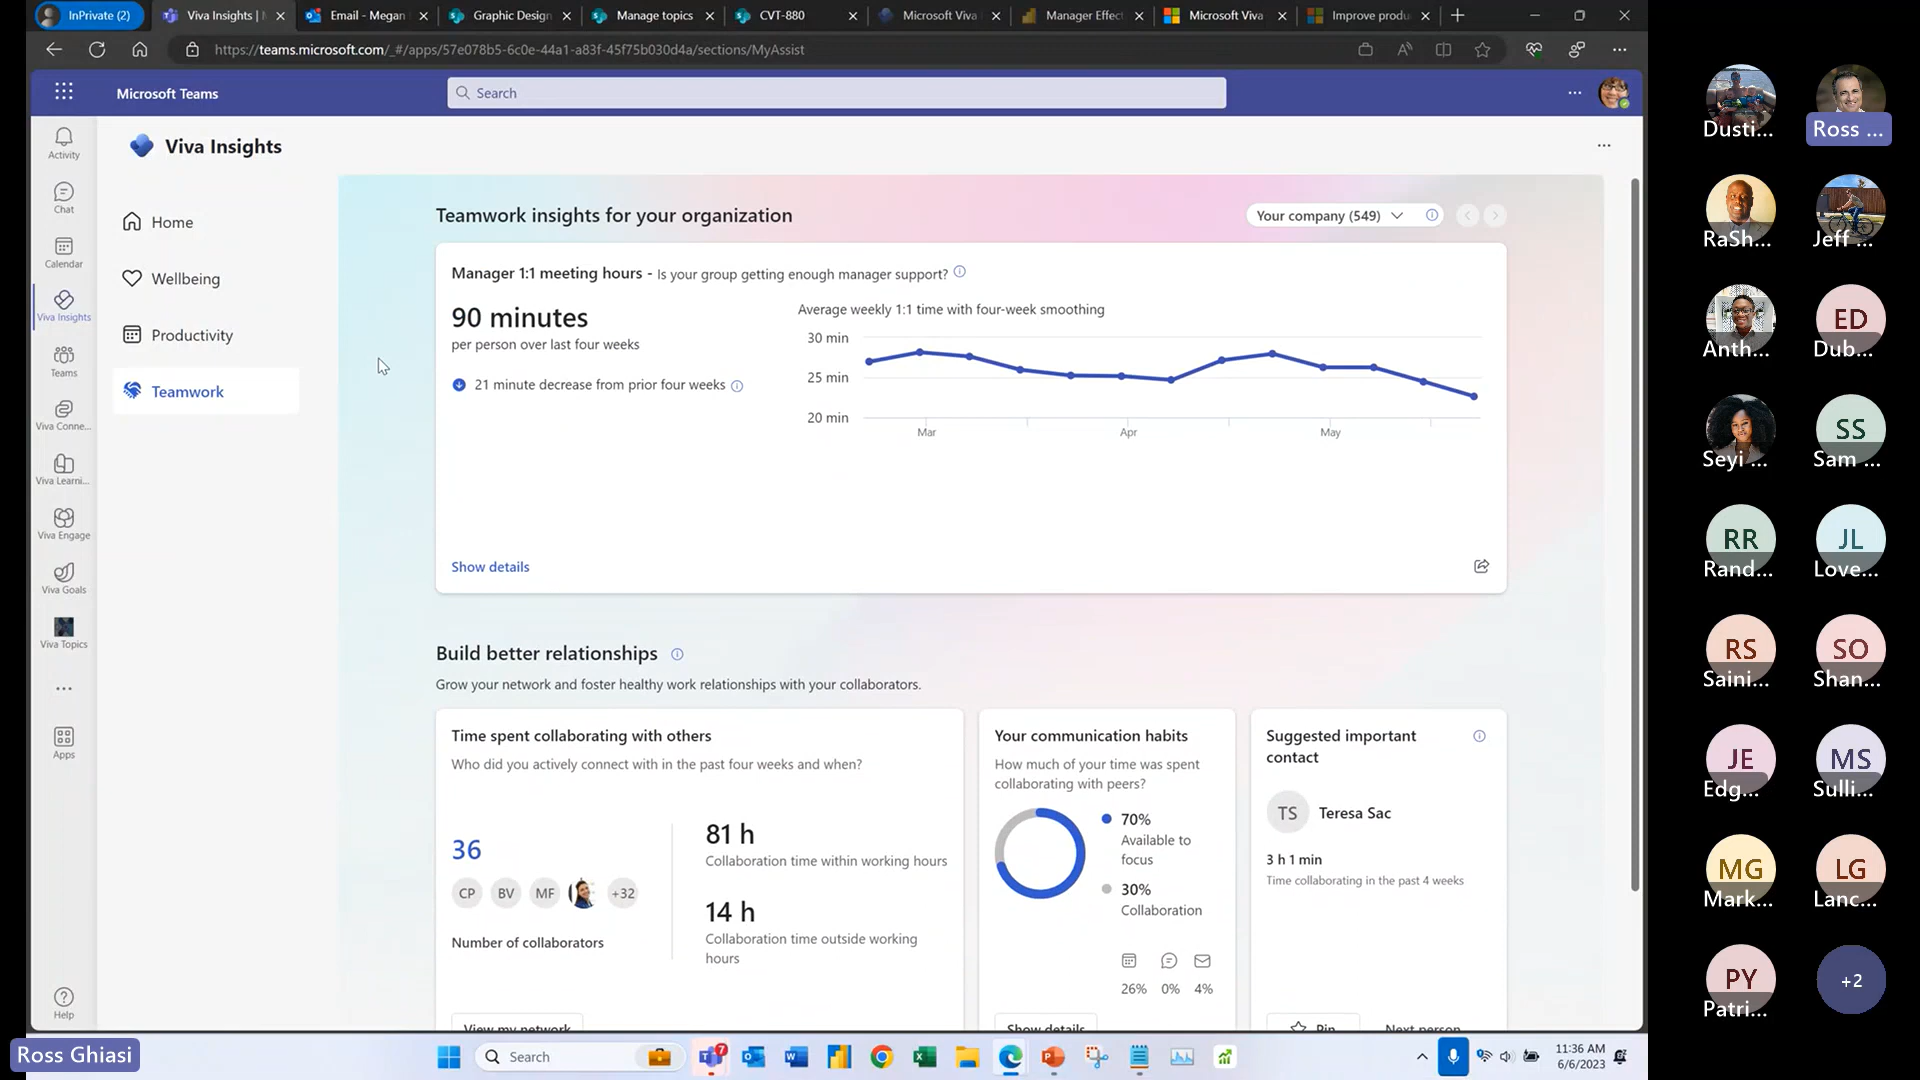 InPrivate (2)
Viva Insights | M
Email - Megan
Graphic Design
Manage topics
CVT-880
Microsoft Viva
Manager Effect
Microsoft Viva
Improve produ
https://teams.microsoft.com/_#/apps/57e078b5-6c0e-44a1-a83f-45f75b030d4a/sections/MyAssist
Microsoft Teams
Search
Activity
Chat
Calendar
Viva Insights
Teams
Viva Conne...
Viva Learni...
Viva Engage
Viva Goals
Viva Topics
Apps
Help
Viva Insights
Home
Wellbeing
Productivity
Teamwork
Teamwork insights for your organization
Your company (549)
Manager 1:1 meeting hours - Is your group getting enough manager support?
90 minutes
per person over last four weeks
21 minute decrease from prior four weeks
Average weekly 1:1 time with four-week smoothing
30 min
25 min
20 min
Mar
Apr
May
Show details
Build better relationships
Grow your network and foster healthy work relationships with your collaborators.
Time spent collaborating with others
Who did you actively connect with in the past four weeks and when?
36
CP
BV
MF
+32
Number of collaborators
81 h
Collaboration time within working hours
14 h
Collaboration time outside working
hours
View my network
Your communication habits
How much of your time was spent
collaborating with peers?
70%
Available to
focus
30%
Collaboration
26%
0%
4%
Show details
Suggested important
contact
TS
Teresa Sac
3 h 1 min
Time collaborating in the past 4 weeks
Pin
Next person
Dusti...
Ross ...
RaSh...
Jeff ...
Anth...
ED
Dub...
Seyi ...
SS
Sam ...
RR
Rand...
JL
Love...
RS
Saini...
SO
Shan...
JE
Edg...
MS
Sulli...
MG
Mark...
LG
Lanc...
PY
Patri...
+2
Ross Ghiasi
Search
7
11:36 AM
6/6/2023